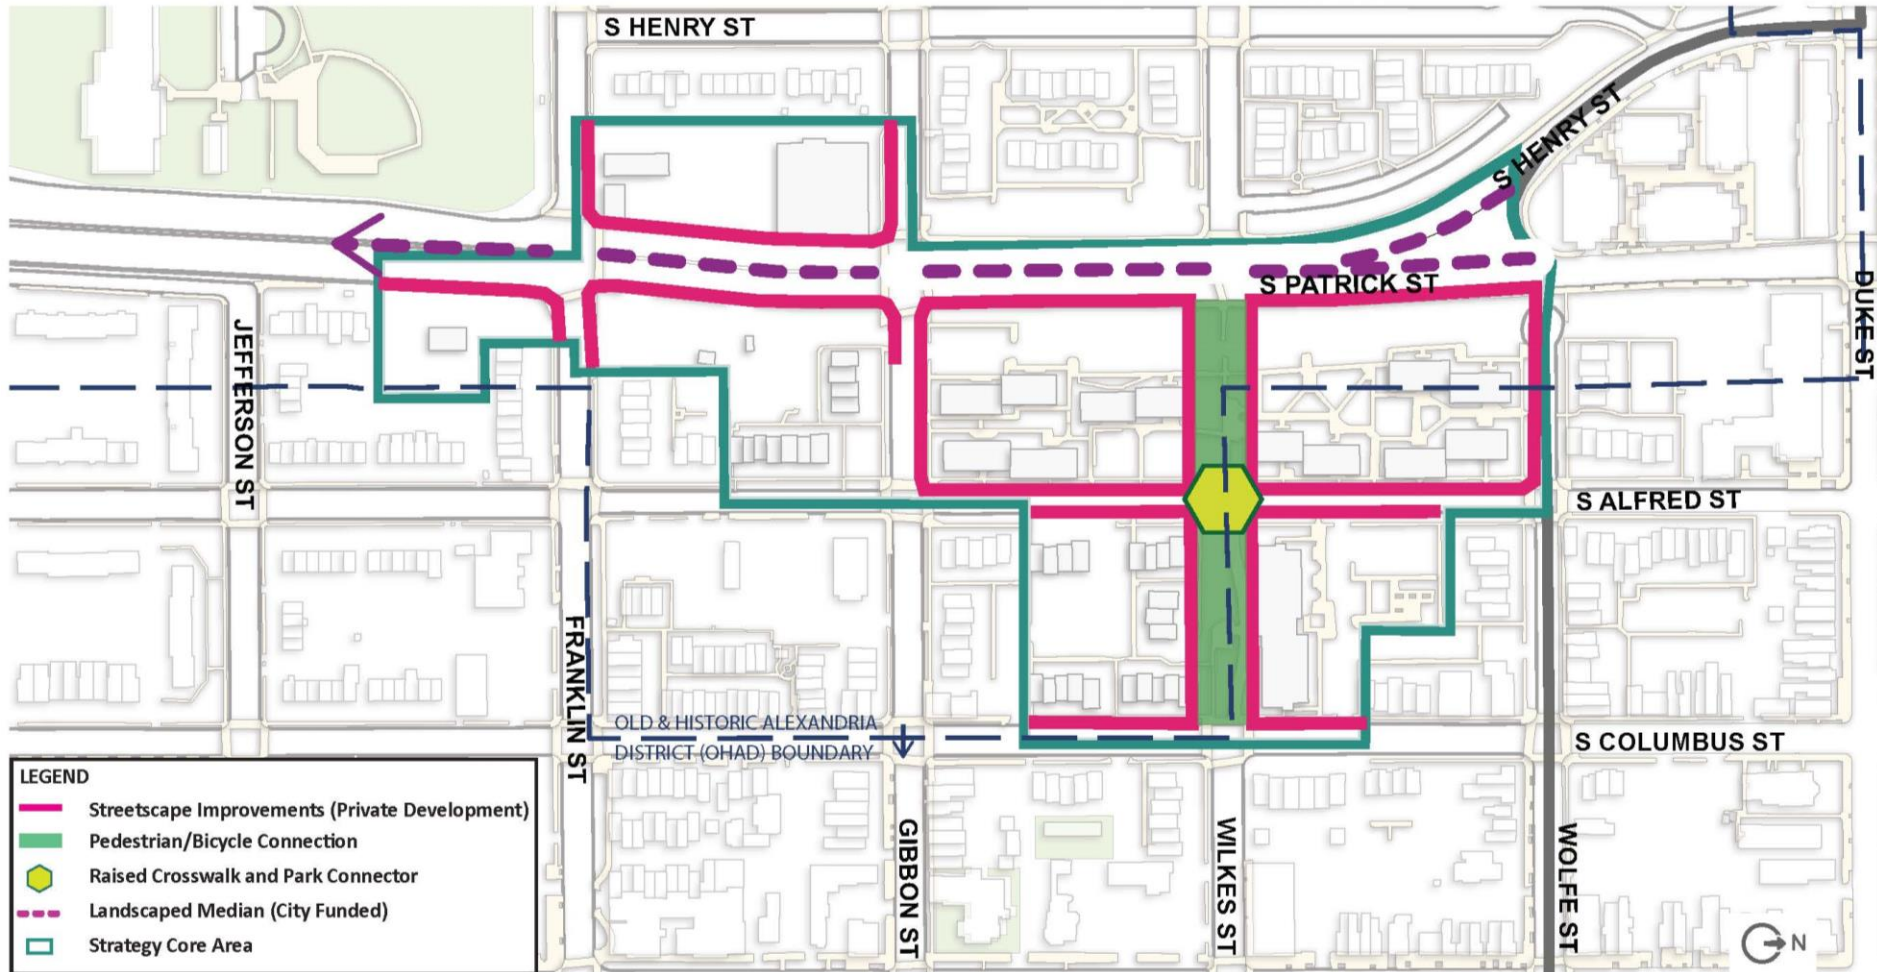 S HENRY ST
S HENRY ST
S PATRICK ST
DUKE ST
JEFFERSON ST
S ALFRED ST
FRANKLIN ST
OLD & HISTORIC ALEXANDRIA
DISTRICT (OHAD) BOUNDARY
S COLUMBUS ST
GIBBON ST
WILKES ST
WOLFE ST
LEGEND
Streetscape Improvements (Private Development)
Pedestrian/Bicycle Connection
Raised Crosswalk and Park Connector
Landscaped Median (City Funded)
Strategy Core Area
N